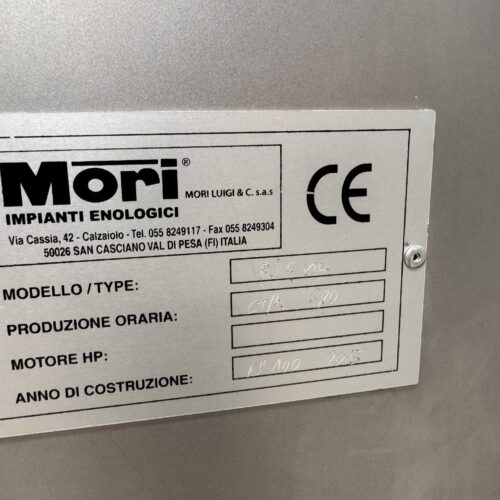 Mori®
MORI LUIGI & C. s.a.s
IMPIANTI ENOLOGICI
Via Cassia, 42 - Calzaiolo - Tel. 055 8249117 - Fax 055 8249304
50026 SAN CASCIANO VAL DI PESA (FI) ITALIA
CE
MODELLO / TYPE:
PRODUZIONE ORARIA:
MOTORE HP:
ANNO DI COSTRUZIONE: